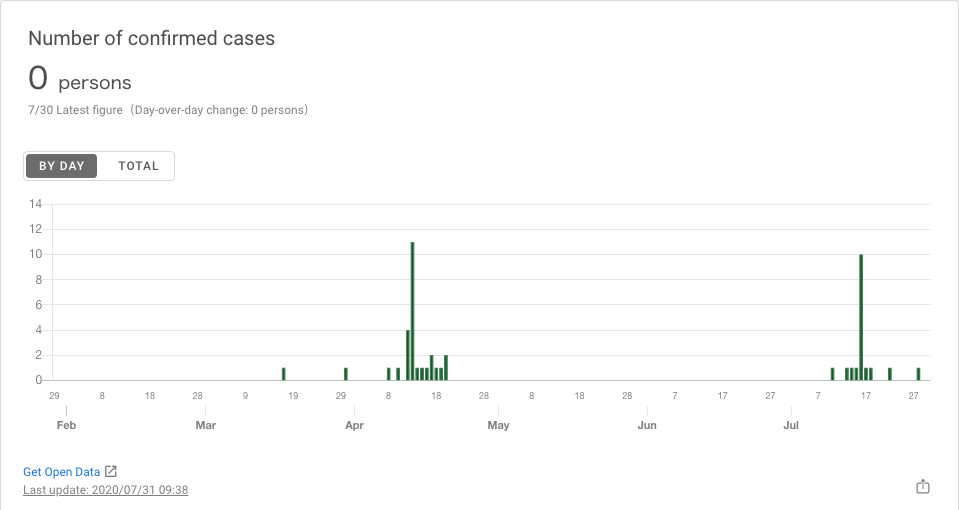 Number of confirmed cases
0 persons
7/30 Latest figure（Day-over-day change: 0 persons）
BY DAY TOTAL
14
12
10
8
6
4
2
0
29 8 18 28 9 19 29 8 18 28 8 18 28 7 17 27 7 17 27
Feb Mar Apr May Jun Jul
Get Open Data
Last update: 2020/07/31 09:38